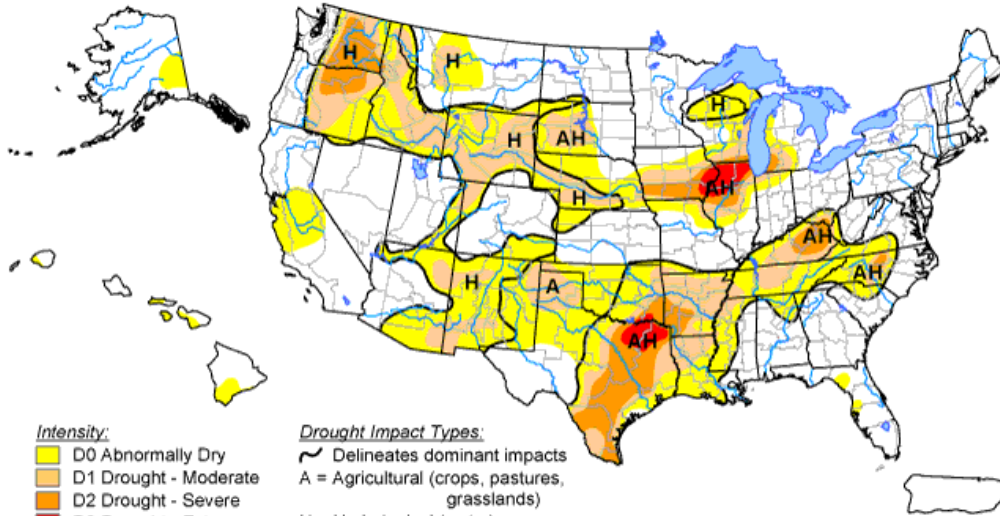 H
H
H
H
AH
AH
H
AH
H
A
AH
AH
Intensity:
D0 Abnormally Dry
D1 Drought - Moderate
D2 Drought - Severe
Drought Impact Types:
Delineates dominant impacts
A = Agricultural (crops, pastures,
grasslands)